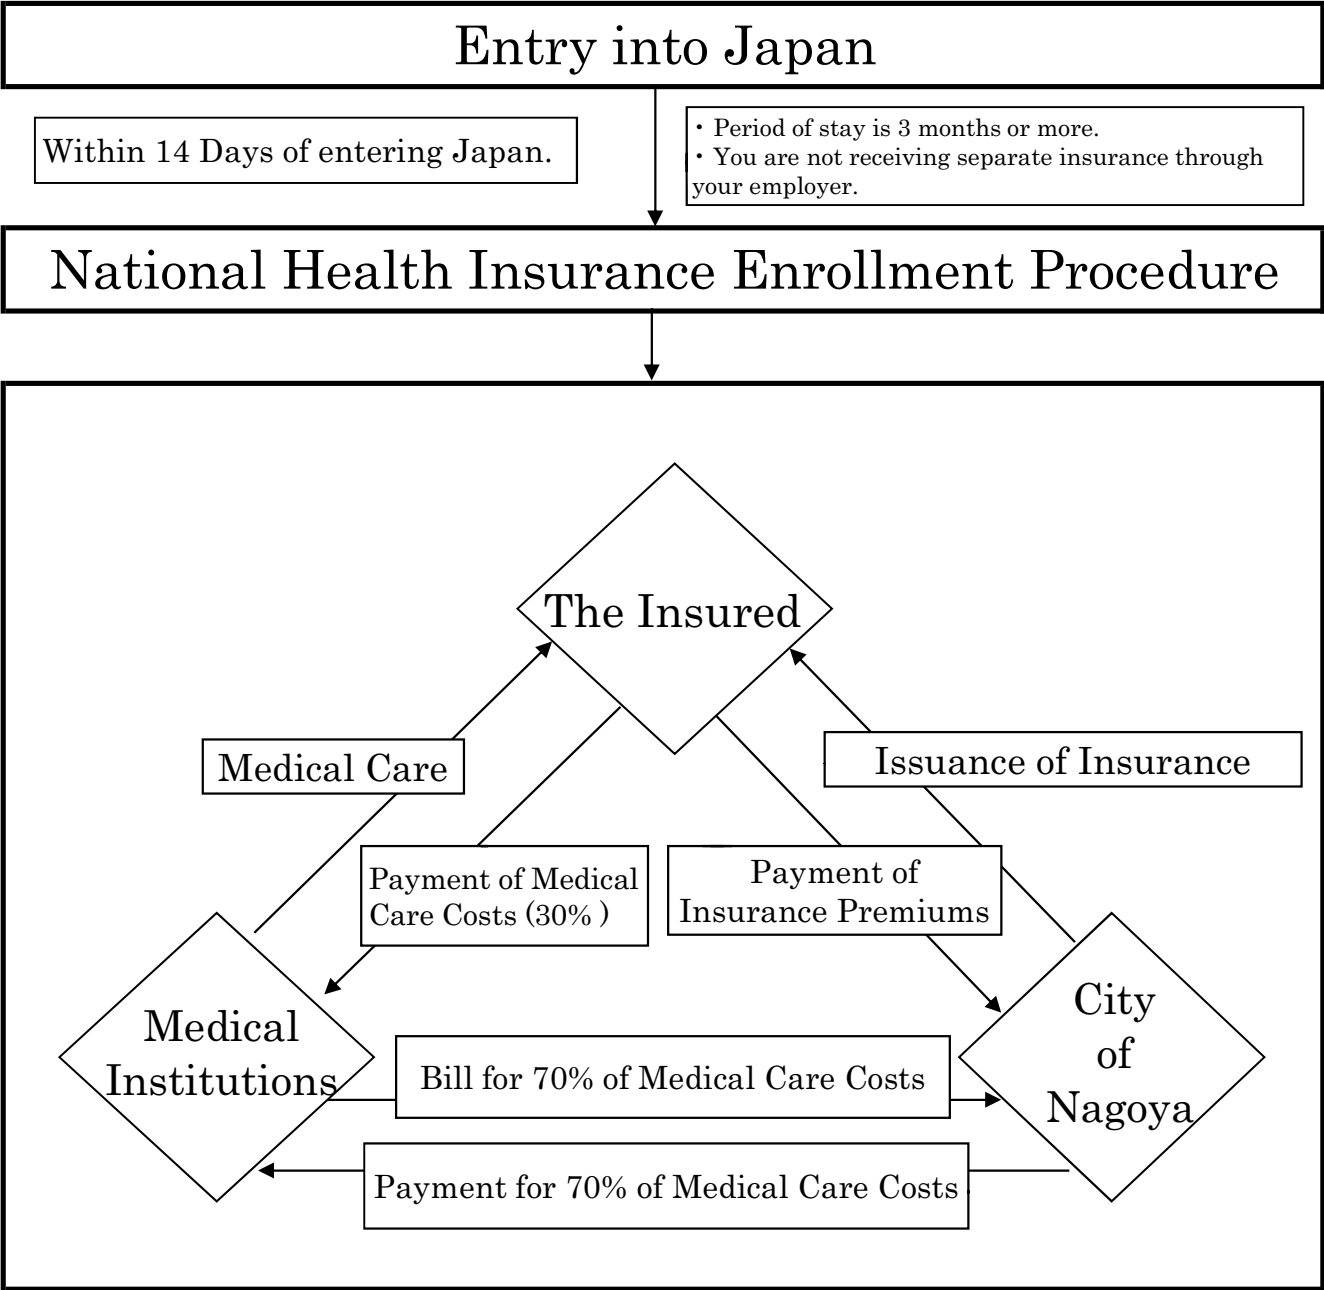 Entry into Japan
Within 14 Days of entering Japan.
・Period of stay is 3 months or more.
・You are not receiving separate insurance through
your employer.
National Health Insurance Enrollment Procedure
The Insured
Medical Care
Issuance of Insurance
Payment of Medical
Care Costs (30% )
Payment of
Insurance Premiums
Medical
Institutions
City
of
Nagoya
Bill for 70% of Medical Care Costs
Payment for 70% of Medical Care Costs